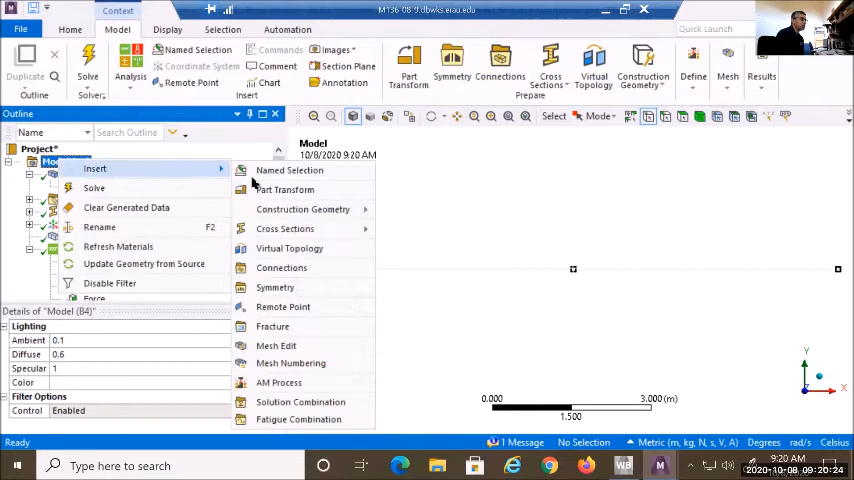 Context
M136-08-9.dbwks.erau.edu
File
Home
Model
Display
Selection
Automation
Quick Launch
Duplicate
Solve
Analysis
Named Selection
Coordinate System
Remote Point
Commands
Comment
Chart
Images
Section Plane
Annotation
Part
Transform
Symmetry
Connections
Cross
Sections
Virtual
Topology
Construction
Geometry
Define
Mesh
Results
Solver
Insert
Prepare
Outline
Name
Search Outline
Select
Mode
Project*
Model
10/8/2020 9:20 AM
Insert
Solve
Clear Generated Data
Rename F2
Refresh Materials
Update Geometry from Source
Disable Filter
Force
Named Selection
Part Transform
Construction Geometry
Cross Sections
Virtual Topology
Connections
Symmetry
Remote Point
Fracture
Mesh Edit
Mesh Numbering
AM Process
Solution Combination
Fatigue Combination
Details of "Model (B4)"
Lighting
Ambient 0.1
Diffuse 0.6
Specular 1
Color
Filter Options
Control Enabled
0.000 3.000 (m)
1.500
Y
X
Ready
1 Message
No Selection
Metric (m, kg, N, s, V, A)
Degrees
rad/s
Celsius
Type here to search
WB
M
9:20 AM
2020-10-08 09:20:24